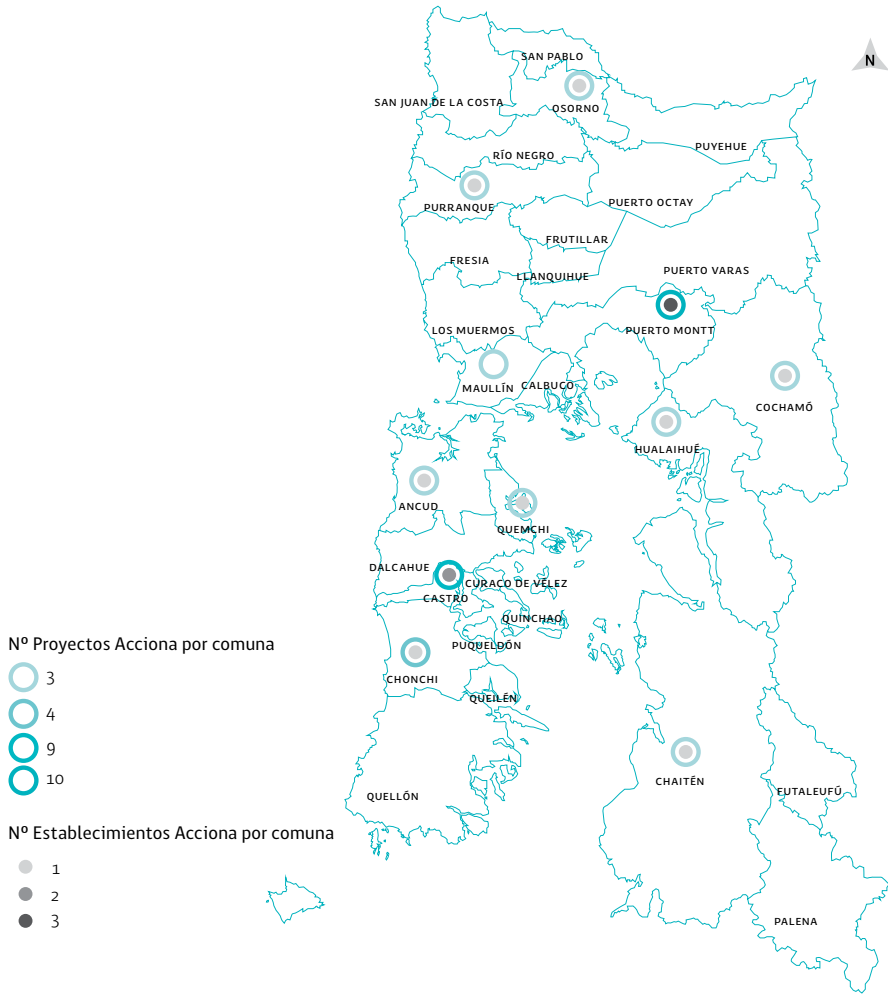 SAN PABLO
N
OSORNO
SAN JUAN DE LA COSTA
PUYEHUE
RÍO NEGRO
PUERTO OCTAY
PURRANQUE
FRUTILLAR
FRESIA
PUERTO VARAS
LLANQUIHUE
LOS MUERMOS
PUERTO MONTT
MAULLÍN
CALBUCO
COCHAMÓ
HUALAIHUÉ
ANCUD
QUEMCHI
DALCAHUE
CURACO DE VÉLEZ
CASTRO
QUINCHAO
PUQUELDÓN
CHONCHI
QUEILÉN
CHAITÉN
FUTALEUFÚ
QUELLÓN
PALENA
Nº Proyectos Acciona por comuna
3
4
9
10
Nº Establecimientos Acciona por comuna
1
2
3